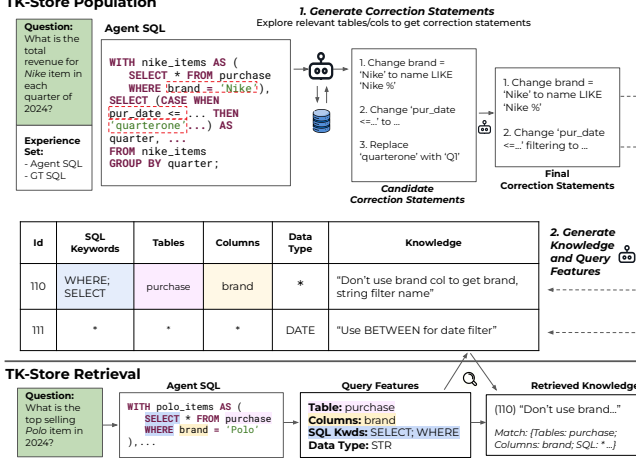 TK-Store Population
Question:
What is the
total
revenue for
Nike item in
each
quarter of
2024?
Experience
Set:
- Agent SQL
- GT SQL
Agent SQL
WITH nike_items AS (
SELECT * FROM purchase
WHERE brand = 'Nike'),
SELECT (CASE WHEN
pur_date <= ... THEN
'quarterone'...) AS
quarter, ...
FROM nike_items
GROUP BY quarter;
1. Generate Correction Statements
Explore relevant tables/cols to get correction statements
1. Change brand =
‘Nike’ to name LIKE
‘Nike %’
2. Change ‘pur_date
<=...’ to ...
3. Replace
‘quarterone’ with ‘Q1’
Candidate
Correction Statements
1. Change brand =
‘Nike’ to name LIKE
‘Nike %’
2. Change ‘pur_date
<=...’ filtering to ...
Final
Correction Statements
Id SQL Keywords Tables Columns Data Type Knowledge
110 WHERE; SELECT purchase brand * “Don’t use brand col to get brand, string filter name”
111 * * * DATE “Use BETWEEN for date filter”
2. Generate
Knowledge
and Query
Features
TK-Store Retrieval
Question:
What is the
top selling
Polo item in
2024?
Agent SQL
WITH polo_items AS (
SELECT * FROM purchase
WHERE brand = 'Polo'
),...
Query Features
Table: purchase
Columns: brand
SQL Kwds: SELECT; WHERE
Data Type: STR
Retrieved Knowledge
(110) “Don’t use brand...”
Match: {Tables: purchase;
Columns: brand; SQL: * ...}